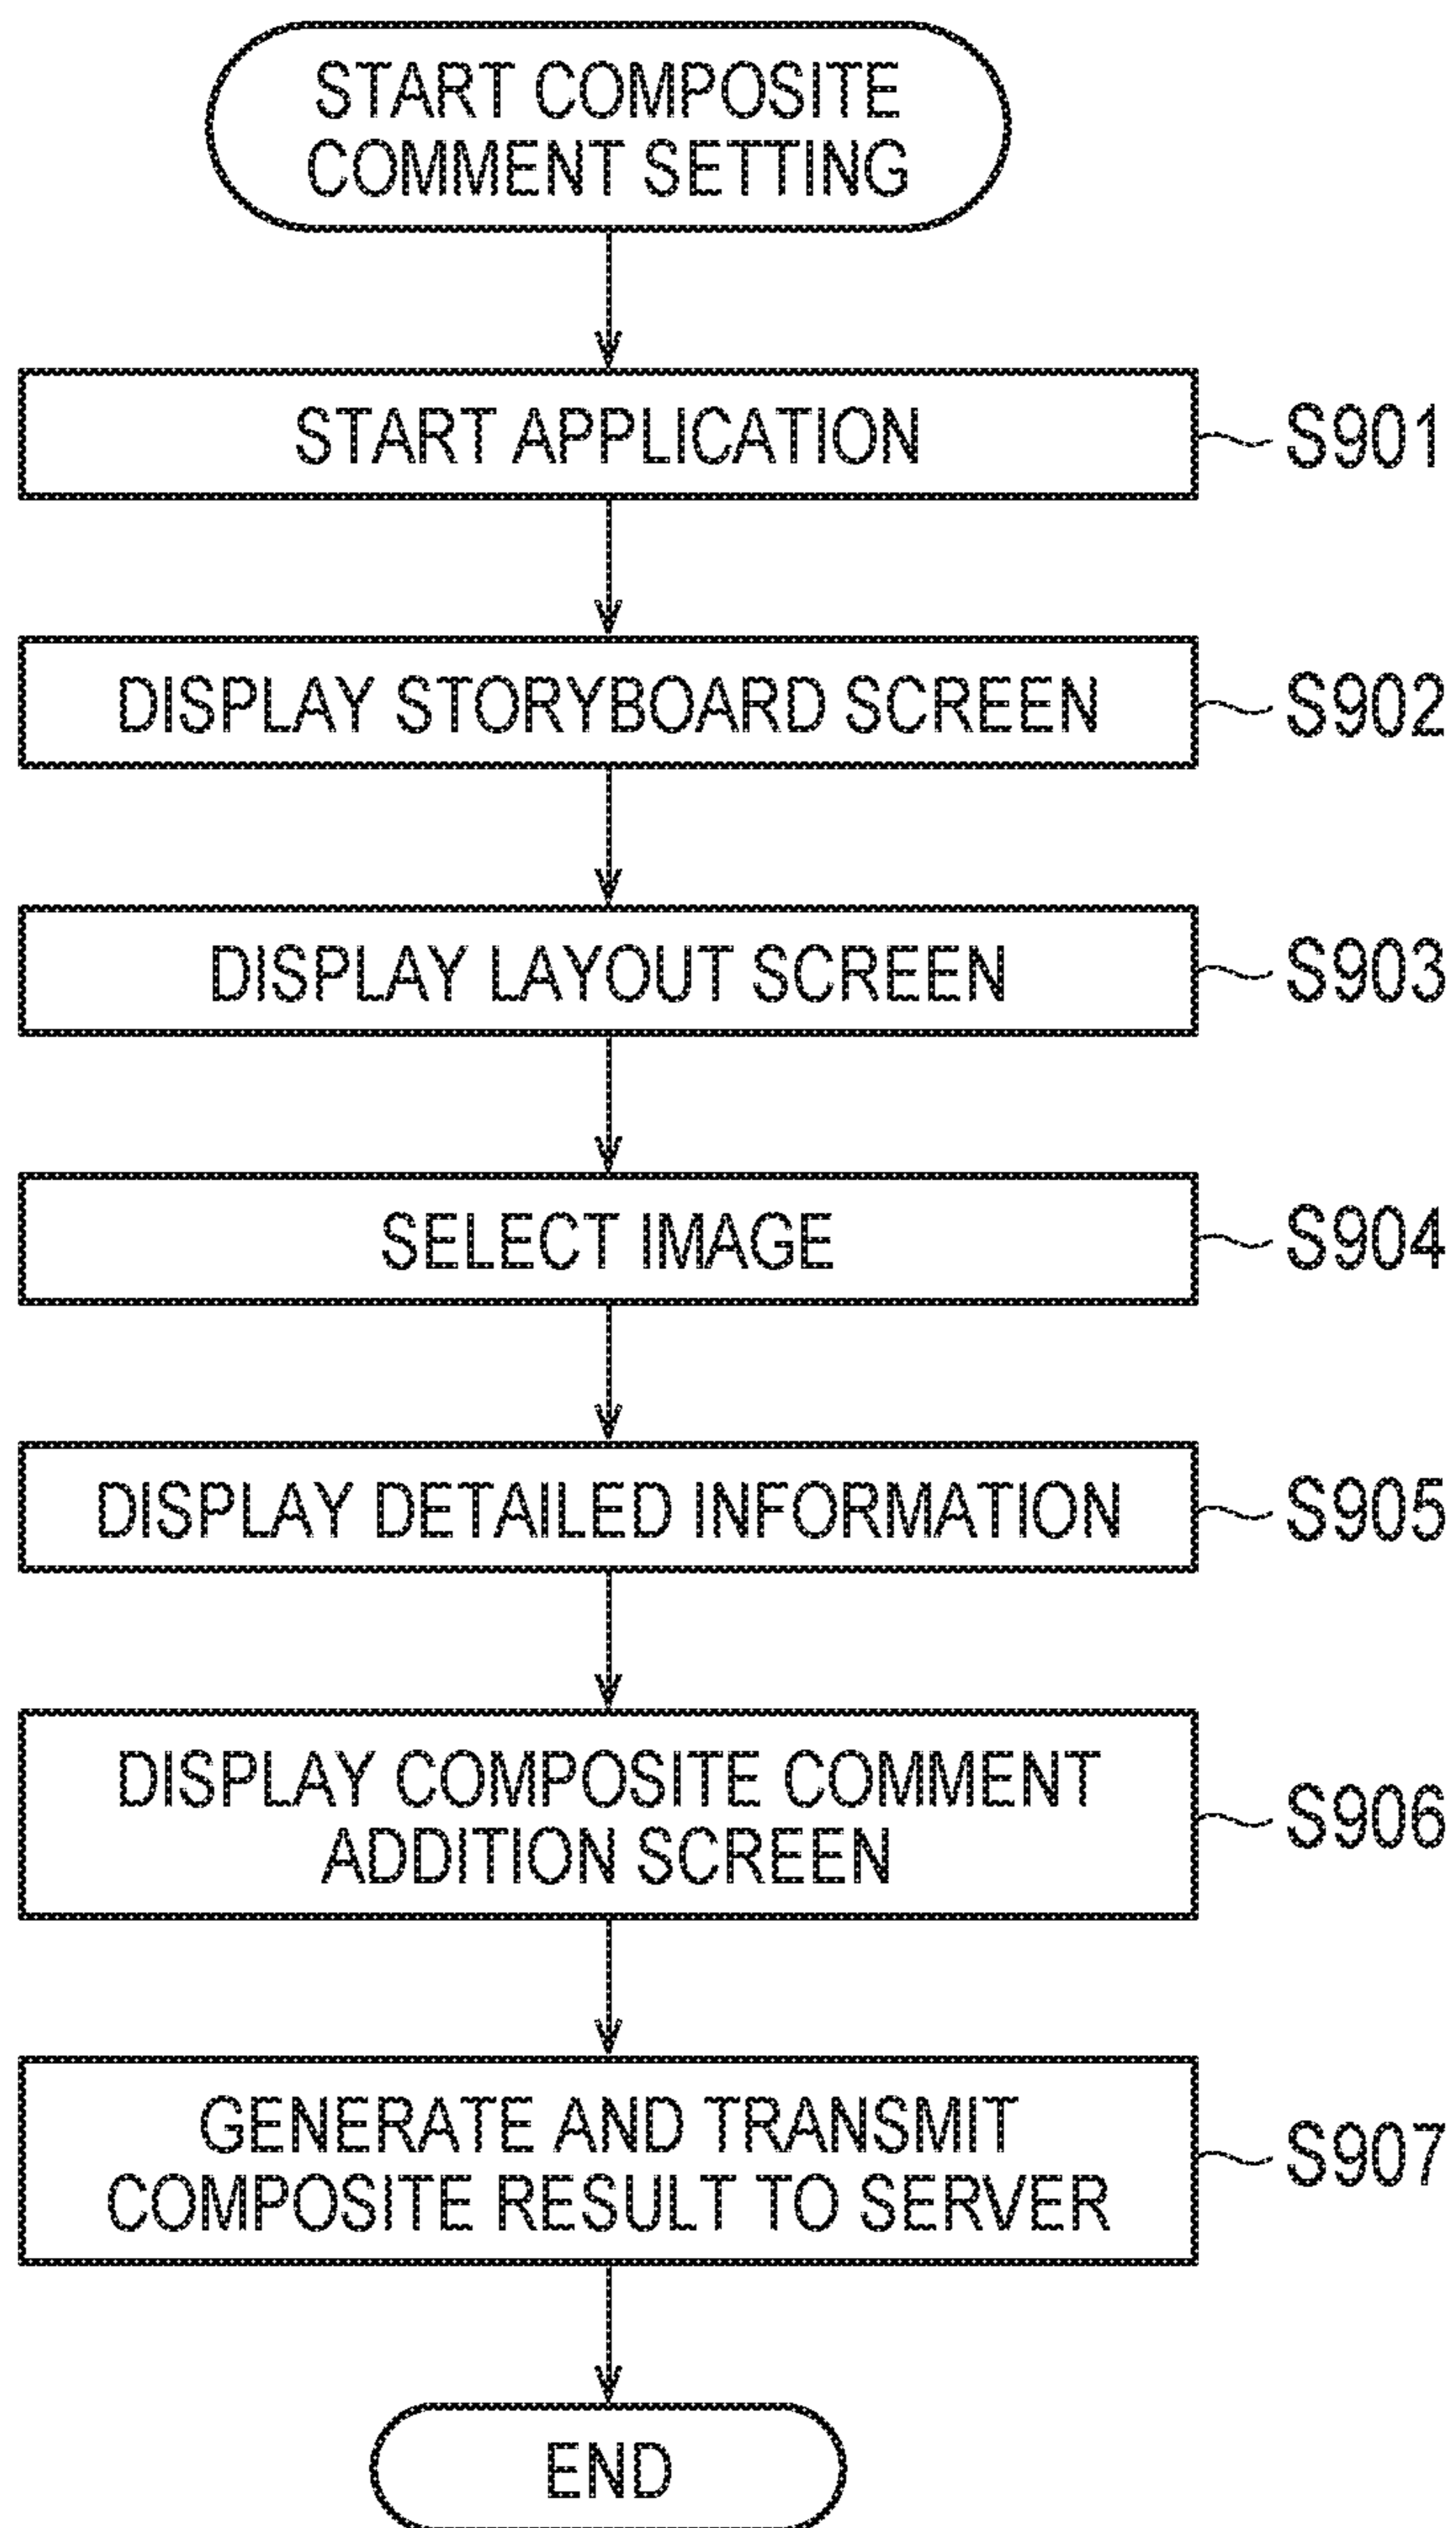 START COMPOSITE
COMMENT SETTING
START APPLICATION
S901
DISPLAY STORYBOARD SCREEN
S902
DISPLAY LAYOUT SCREEN
S903
SELECT IMAGE
S904
DISPLAY DETAILED INFORMATION
S905
DISPLAY COMPOSITE COMMENT
ADDITION SCREEN
S906
GENERATE AND TRANSMIT
COMPOSITE RESULT TO SERVER
S907
END